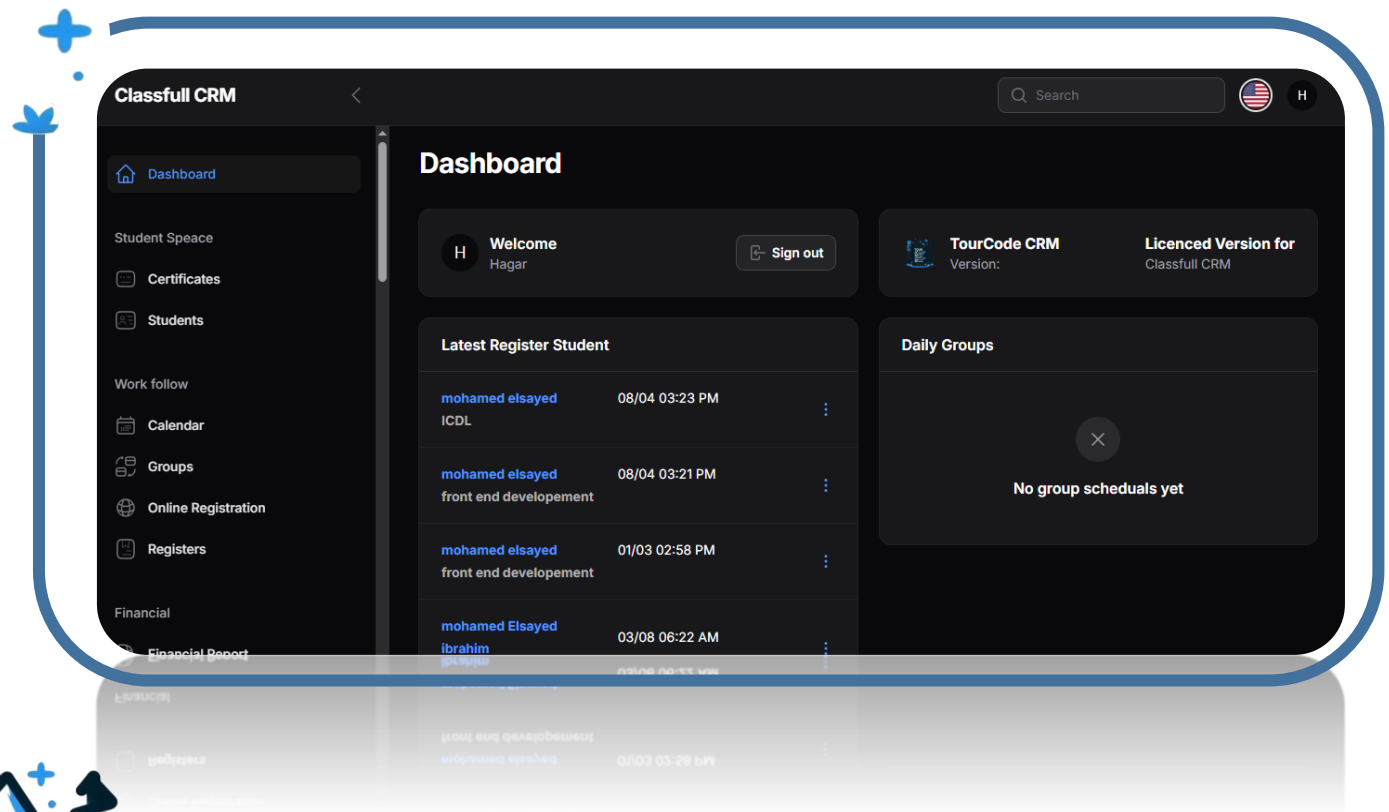 Classfull CRM
Search
H
Dashboard
Student Speace
Certificates
Students
Work follow
Calendar
Groups
Online Registration
Registers
Financial
Financial Report
Dashboard
H
Welcome
Hagar
Sign out
TourCode CRM
Version:
Licenced Version for
Classfull CRM
Latest Register Student
mohamed elsayed 08/04 03:23 PM
ICDL
mohamed elsayed 08/04 03:21 PM
front end developement
mohamed elsayed 01/03 02:58 PM
front end developement
mohamed Elsayed
ibrahim
03/08 06:22 AM
Daily Groups
No group scheduals yet